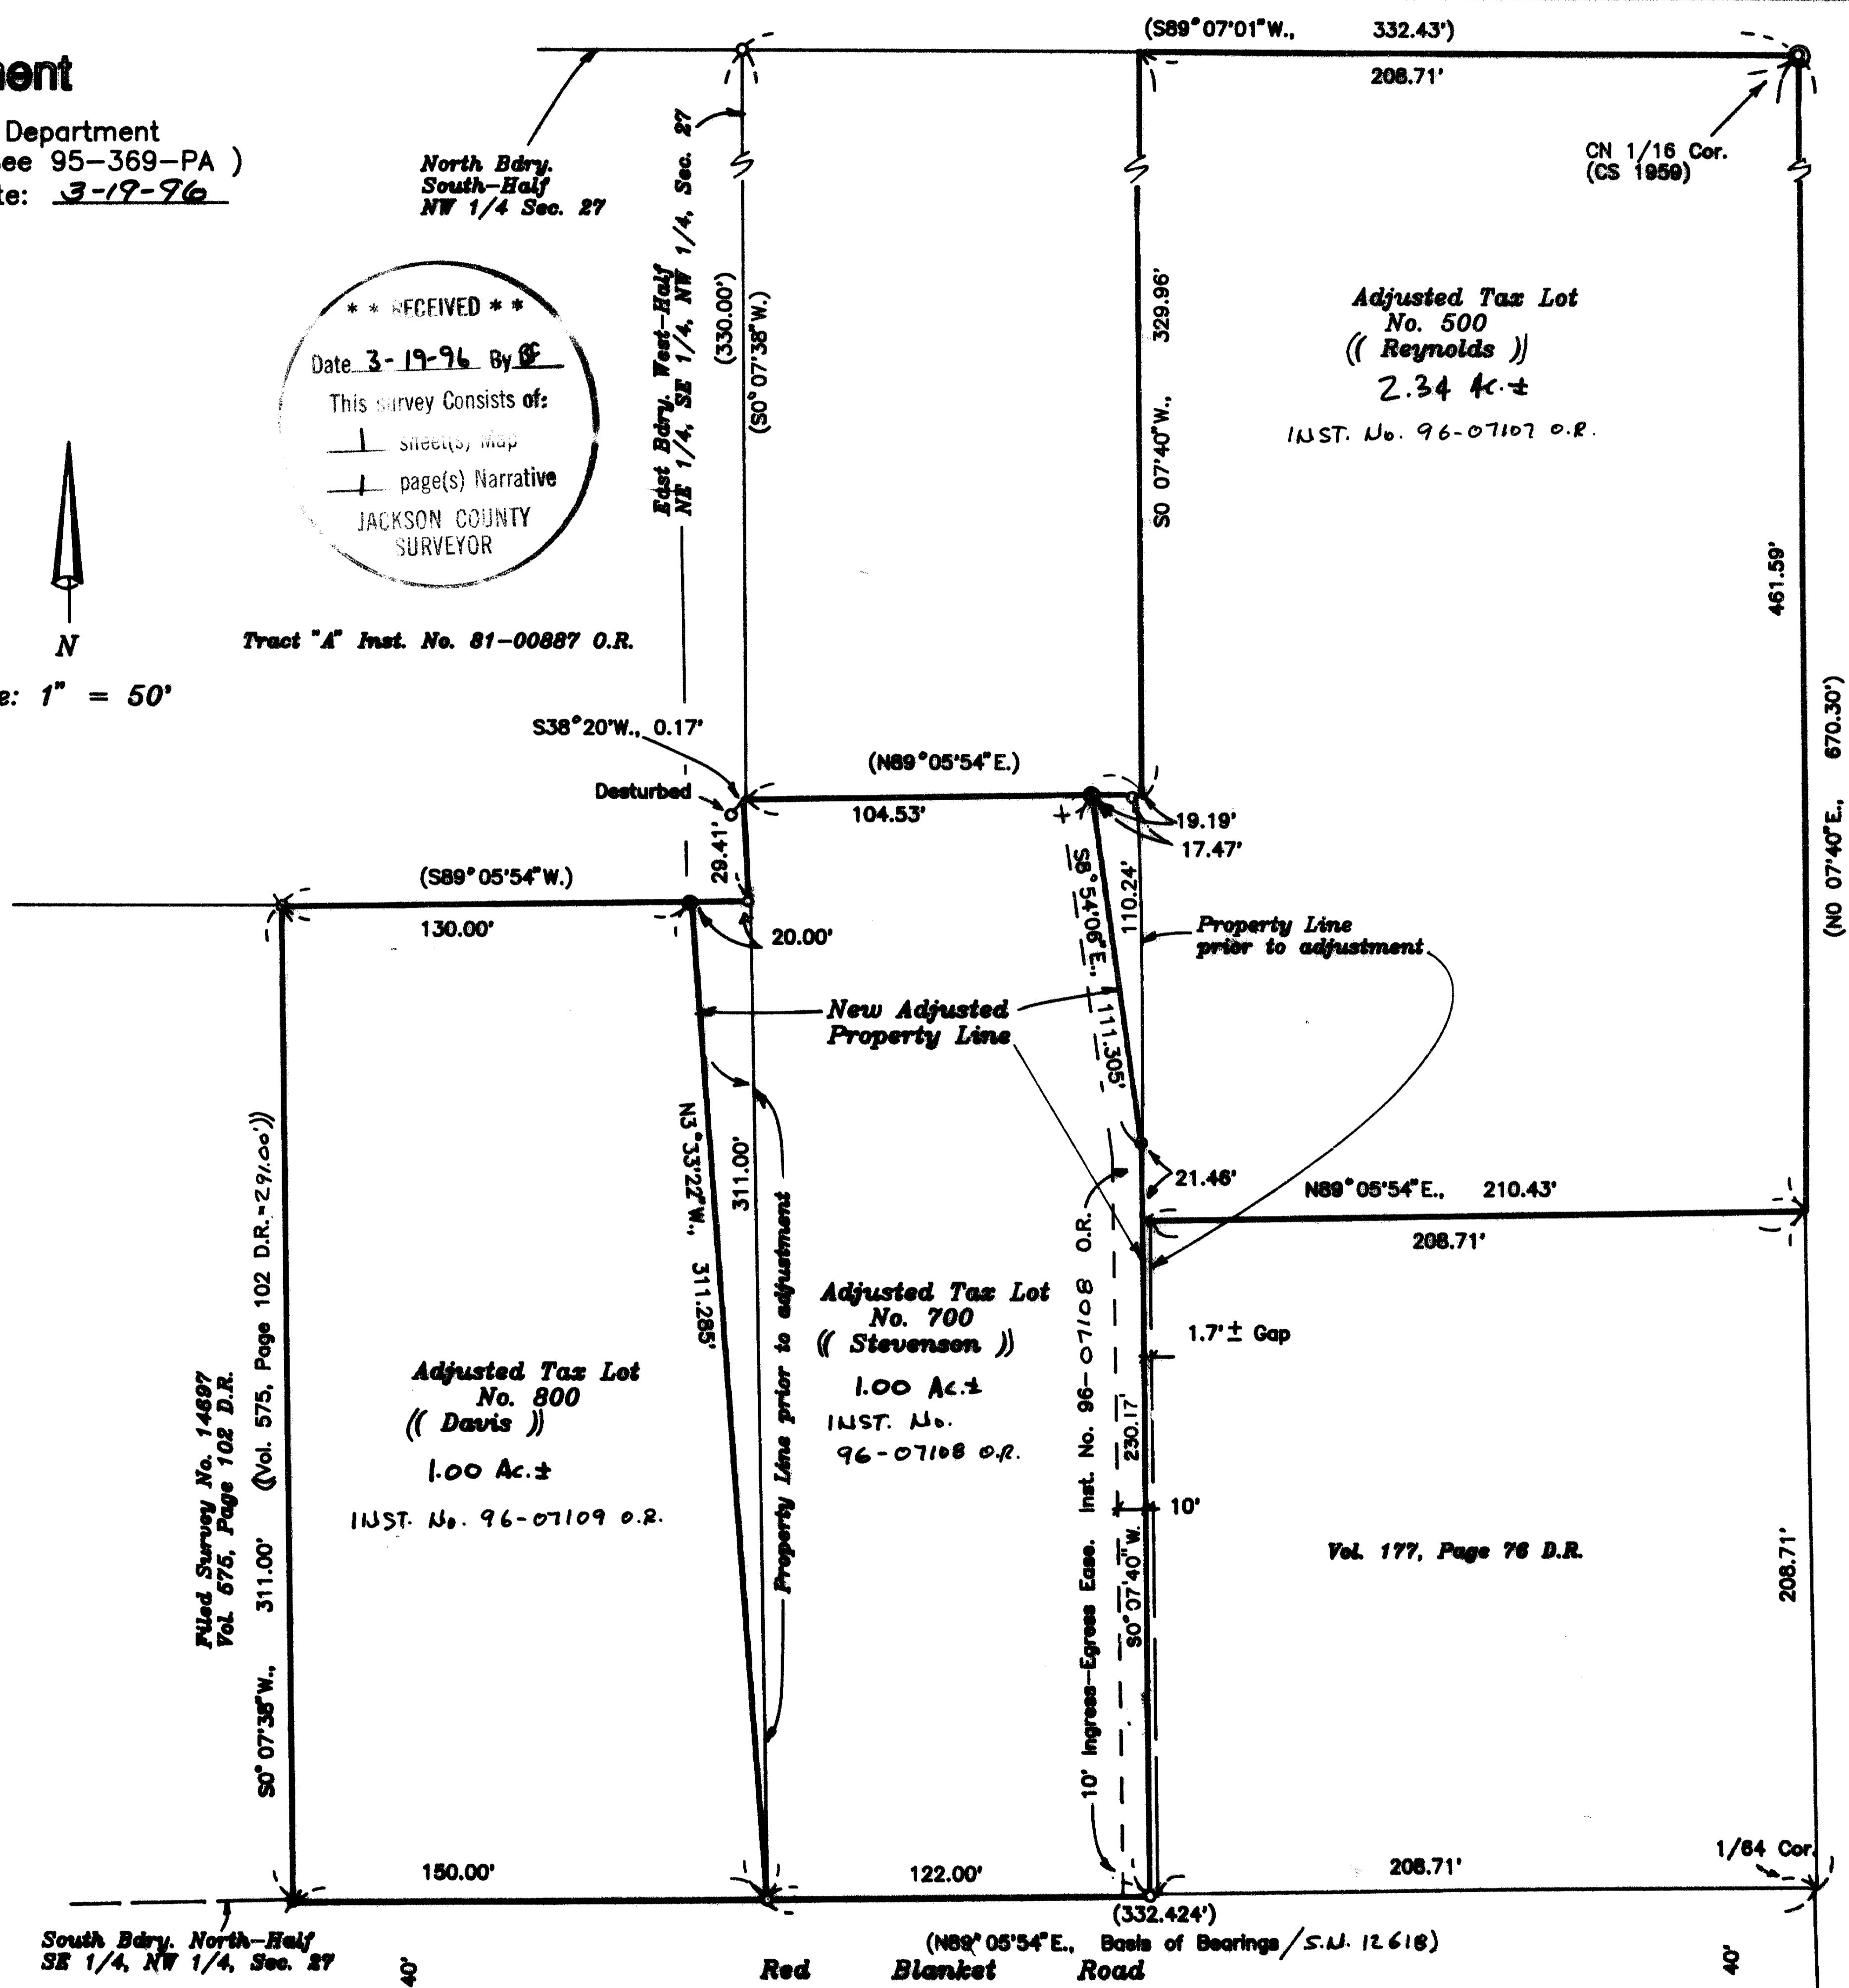 ment
Department
see 95-369-PA )
te: 3-19-96
(S89°07'01"W., 332.43')
208.71'
CN 1/16 Cor.
(CS 1959)
North Bdry.
South-Half
NW 1/4 Sec. 27
East Bdry. West-Half
NE 1/4, SE 1/4, NW 1/4, Sec. 27
(330.00')
(S0°07'38"W.)
S0 07'40"W., 329.96'
* * RECEIVED * *
Date 3-19-96 By
This survey Consists of:
1 sheet(s) Map
1 page(s) Narrative
JACKSON COUNTY
SURVEYOR
Adjusted Tax Lot
No. 500
(( Reynolds ))
2.34 Ac.±
INST. No. 96-07107 O.R.
461.59'
(N0 07'40"E., 670.30')
N
Tract "A" Inst. No. 81-00887 O.R.
e: 1" = 50'
S38°20'W., 0.17'
Desturbed
(N89°05'54"E.)
104.53'
19.19'
17.47'
29.41'
(S89°05'54"W.)
130.00'
20.00'
S8°54'06"E., 111.305'
110.24'
Property Line
prior to adjustment
New Adjusted
Property Line
21.46'
N89°05'54"E., 210.43'
208.71'
N3°33'22"W., 311.285'
311.00'
Property Line prior to adjustment
Adjusted Tax Lot
No. 700
(( Stevenson ))
1.00 Ac.±
INST. No.
96-07108 O.R.
1.7'± Gap
10' Ingress-Egress Ease. Inst. No. 96-07108 O.R.
S0°07'40"W. 230.17'
10'
Filed Survey No. 14697
Vol. 575, Page 102 D.R.
S0°07'38"W., 311.00' ((Vol. 575, Page 102 D.R.=291.00'))
Adjusted Tax Lot
No. 800
(( Davis ))
1.00 Ac.±
INST. No. 96-07109 O.R.
Vol. 177, Page 76 D.R.
208.71'
150.00'
122.00'
208.71'
1/64 Cor.
(332.424')
(N89°05'54"E., Basis of Bearings/S.N. 12618)
South Bdry. North-Half
SE 1/4, NW 1/4, Sec. 27
40'
Red Blanket Road
40'